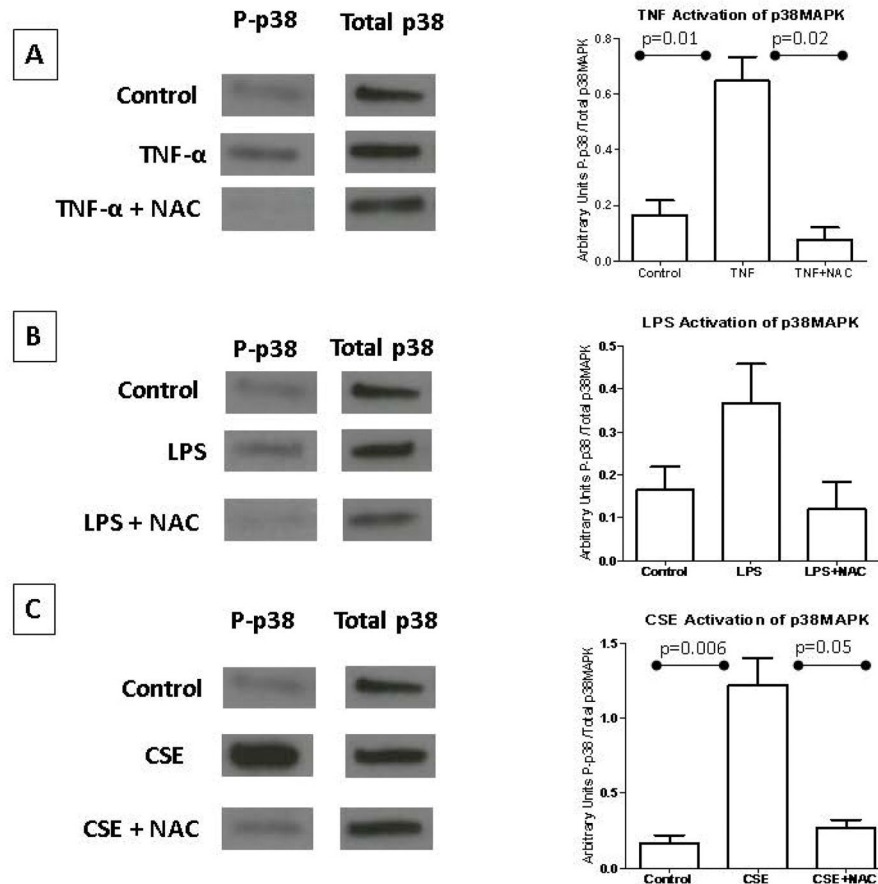 A
P-p38 Total p38
Control
TNF-α
TNF-α + NAC
TNF Activation of p38MAPK
p=0.01 p=0.02
Arbitrary Units P-p38 /Total p38MAPK
0.8
0.6
0.4
0.2
0.0
Control TNF TNF+NAC
B
P-p38 Total p38
Control
LPS
LPS + NAC
LPS Activation of p38MAPK
Arbitrary Units P-p38 /Total p38MAPK
0.5
0.4
0.3
0.2
0.1
0.0
Control LPS LPS+NAC
C
P-p38 Total p38
Control
CSE
CSE + NAC
CSE Activation of p38MAPK
p=0.006 p=0.05
Arbitrary Units P-p38 /Total p38MAPK
1.5
1.0
0.5
0.0
Control CSE CSE+NAC